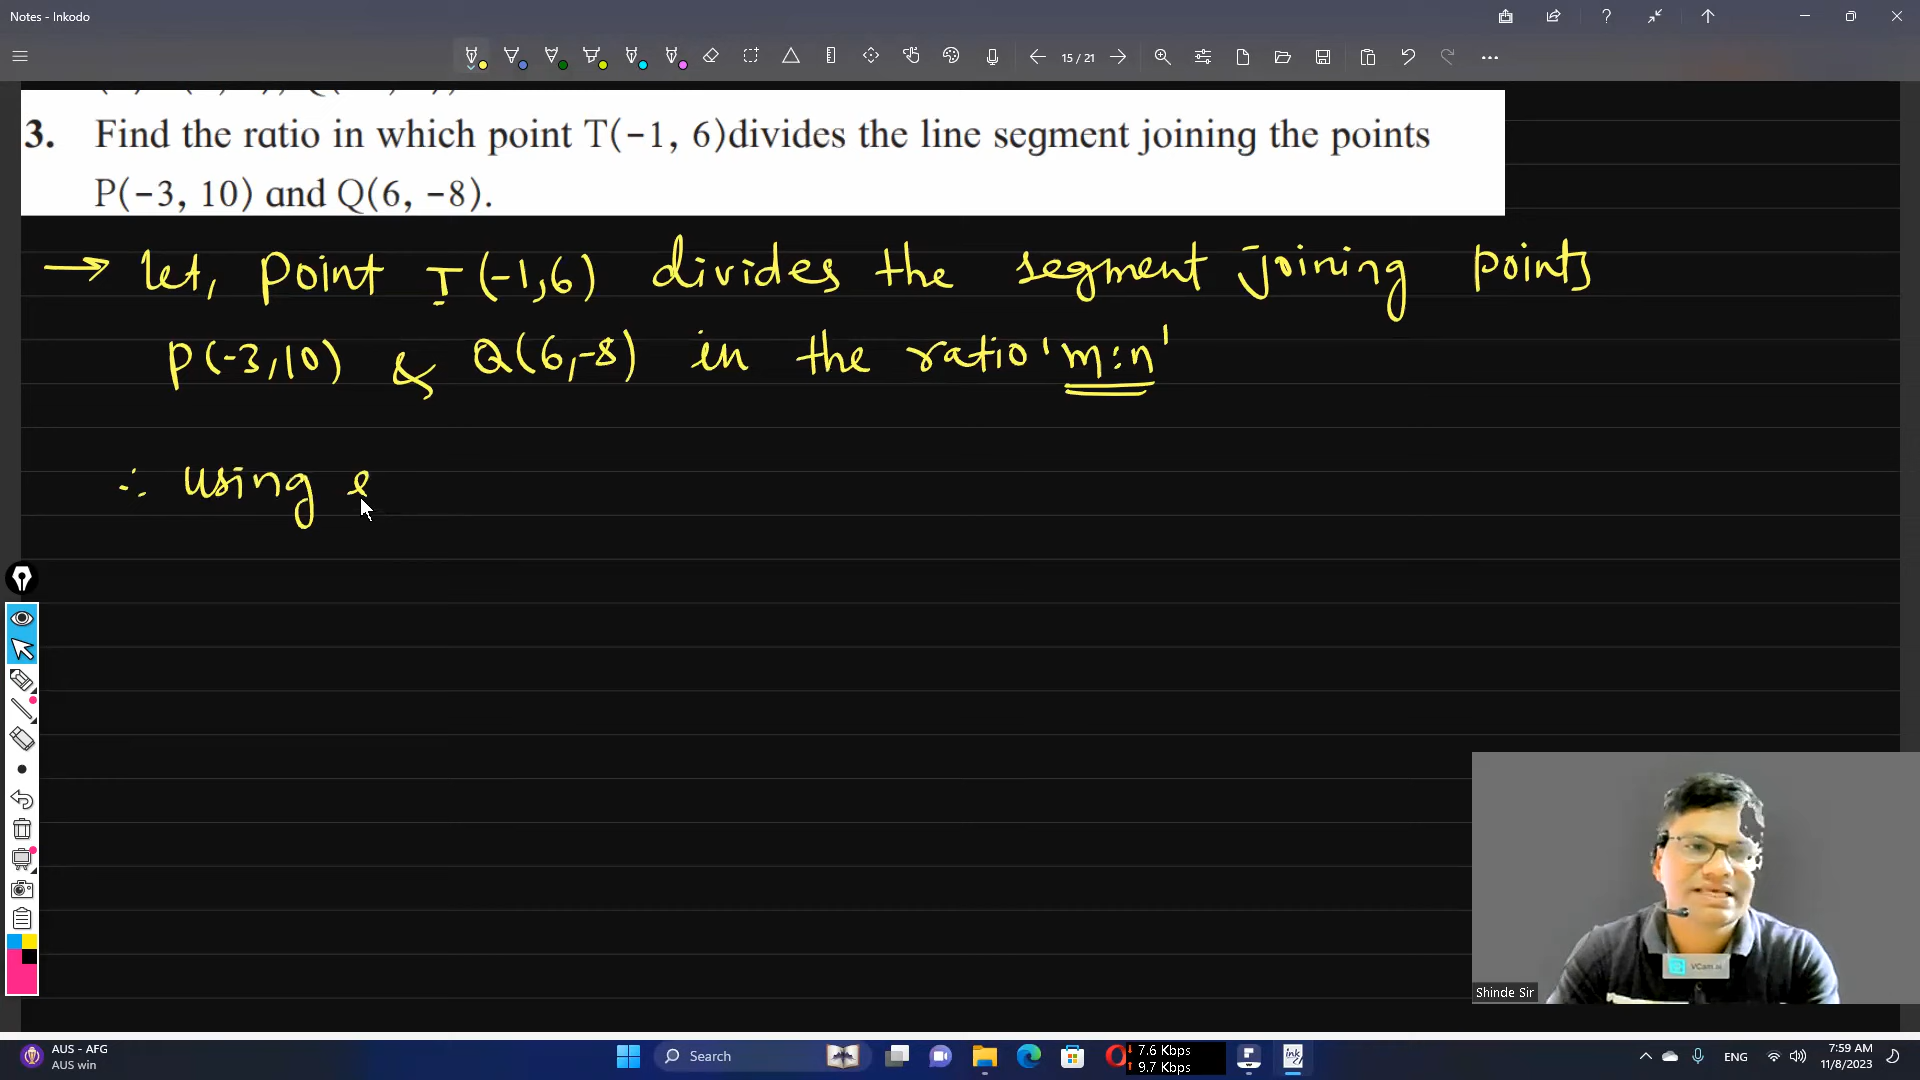 Notes - Inkodo
15 / 21
3. Find the ratio in which point T(−1, 6)divides the line segment joining the points
P(−3, 10) and Q(6, −8).
→ let, point T (-1,6) divides the segment joining points
P(-3,10) & Q(6,-8) in the ratio 'm:n'
∴ using
VCam.ai
Shinde Sir
AUS - AFG
AUS win
Search
7.6 Kbps
9.7 Kbps
ink
ENG
7:59 AM
11/8/2023